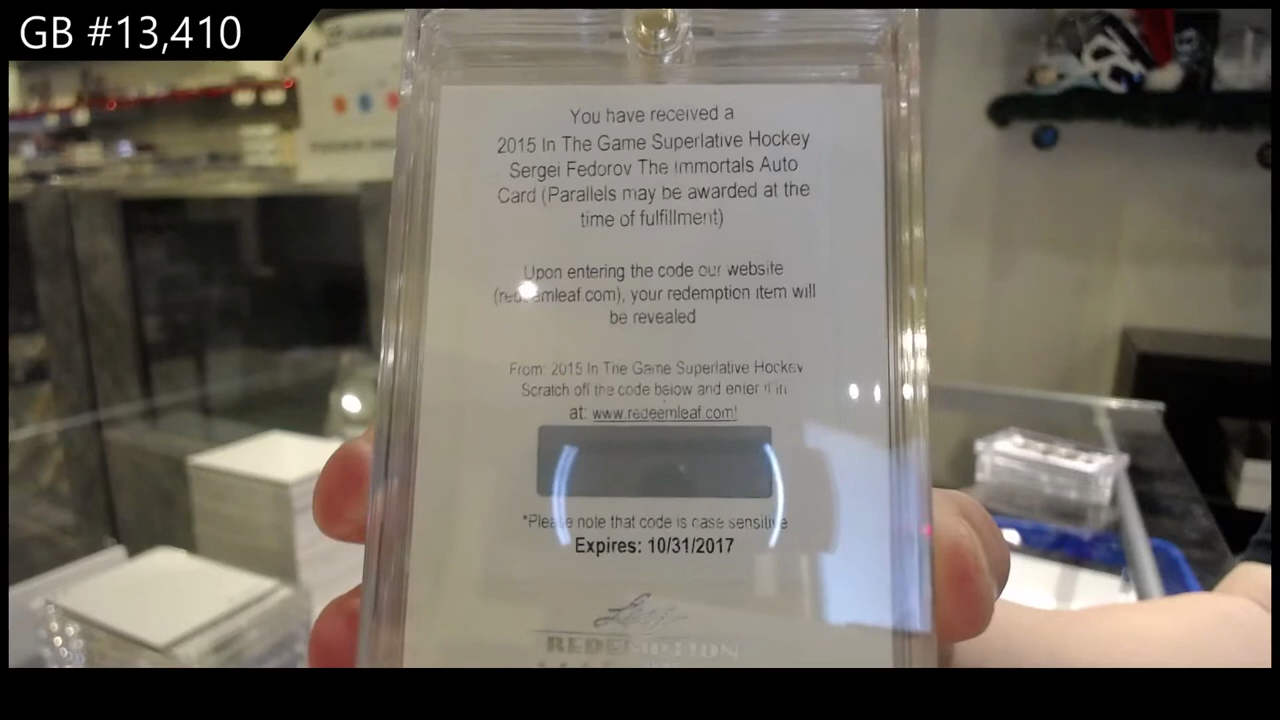 GB #13,410
You have received a
2015 In The Game Superlative Hockey
Sergei Fedorov The Immortals Auto
Card (Parallels may be awarded at the
time of fulfillment)
Upon entering the code our website
(redeemleaf.com), your redemption item will
be revealed
From: 2015 In The Game Superlative Hockey
Scratch off the code below and enter it in
at: www.redeemleaf.com!
*Please note that code is case sensitive
Expires: 10/31/2017
Leaf
REDEMPTION